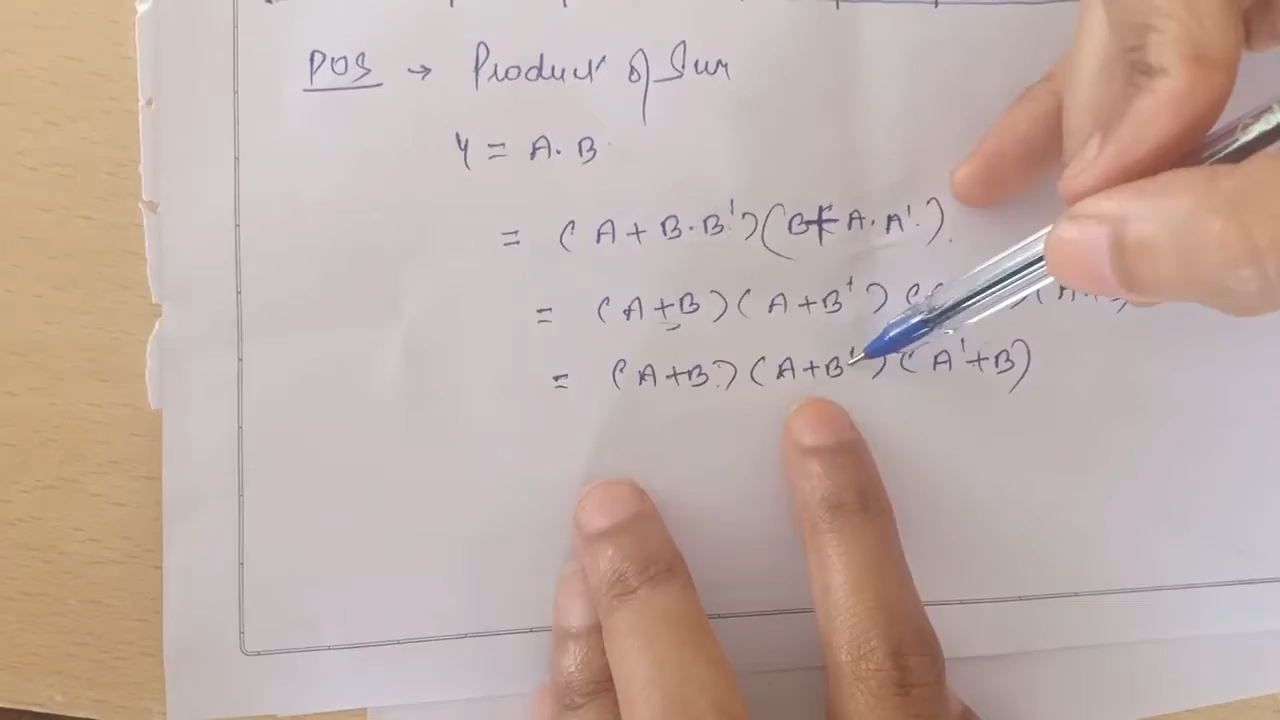 POS → Product of Sum
Y = A. B
= (A + B. B') (B+ A. A')
= (A+B) (A+B') (
= (A+B) (A+B') (A'+B)